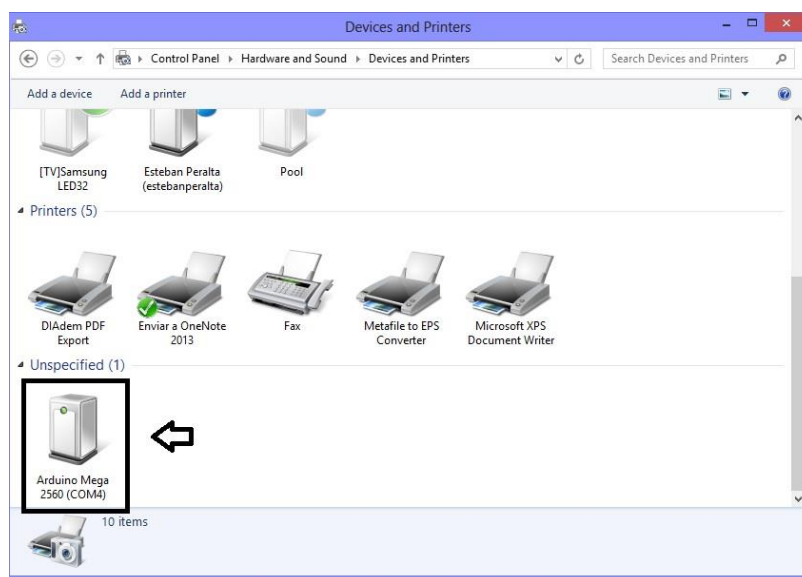 Devices and Printers
Control Panel Hardware and Sound Devices and Printers
Search Devices and Printers
Add a device Add a printer
[TV]Samsung
LED32
Esteban Peralta
(estebanperalta)
Pool
Printers (5)
DIAdem PDF
Export
Enviar a OneNote
2013
Fax
Metafile to EPS
Converter
Microsoft XPS
Document Writer
Unspecified (1)
Arduino Mega
2560 (COM4)
10 items